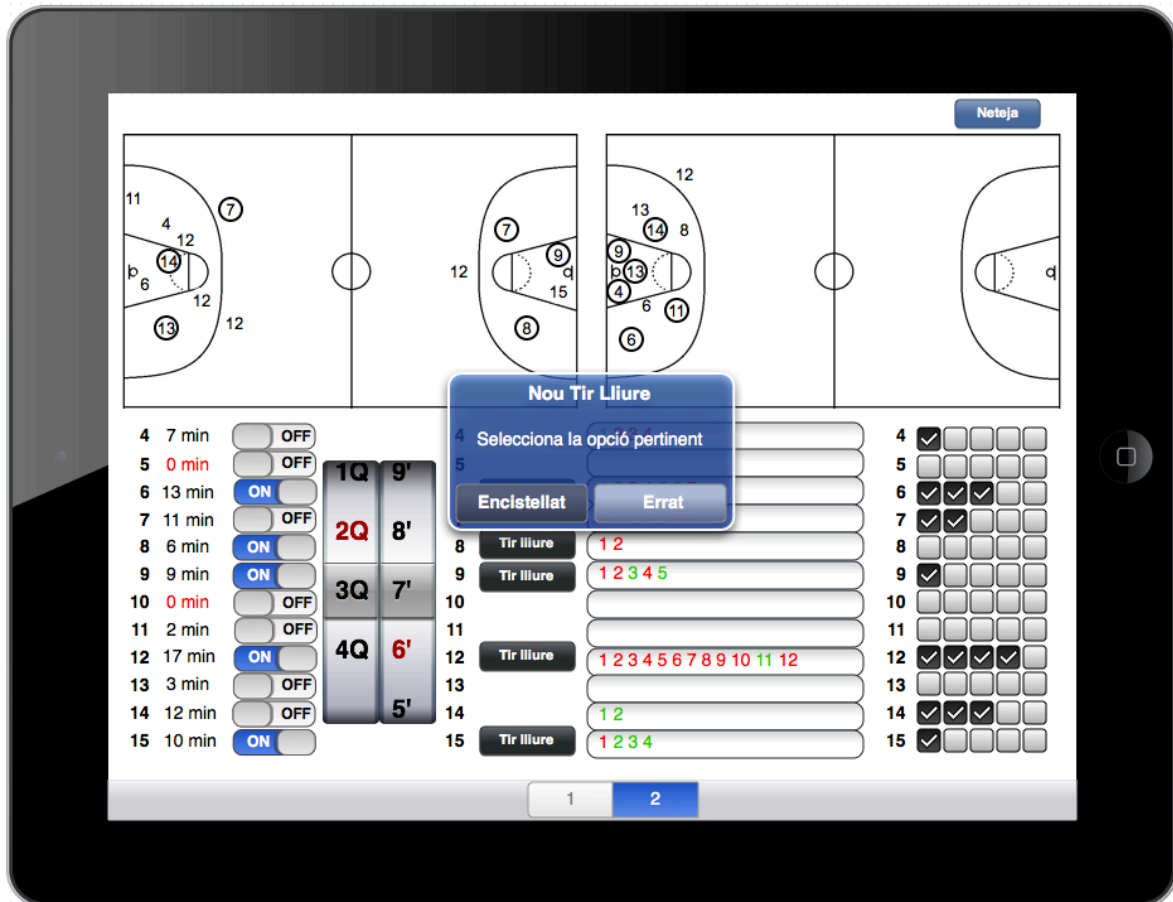 Neteja
11
4
7
12
14
6
12
13
12
12
7
9
15
8
12
13
14
8
9
13
4
6
11
6
Nou Tir Lliure
Selecciona la opció pertinent
Encistellat
Errat
4 7 min OFF
5 0 min OFF
6 13 min ON
7 11 min OFF
8 6 min ON
9 9 min ON
10 0 min OFF
11 2 min OFF
12 17 min ON
13 3 min OFF
14 12 min OFF
15 10 min ON
1Q 9'
2Q 8'
3Q 7'
4Q 6'
5'
4
5
8 Tir lliure 1 2
9 Tir lliure 1 2 3 4 5
10
11
12 Tir lliure 1 2 3 4 5 6 7 8 9 10 11 12
13
14 1 2
15 Tir lliure 1 2 3 4
4
5
6
7
8
9
10
11
12
13
14
15
1 2